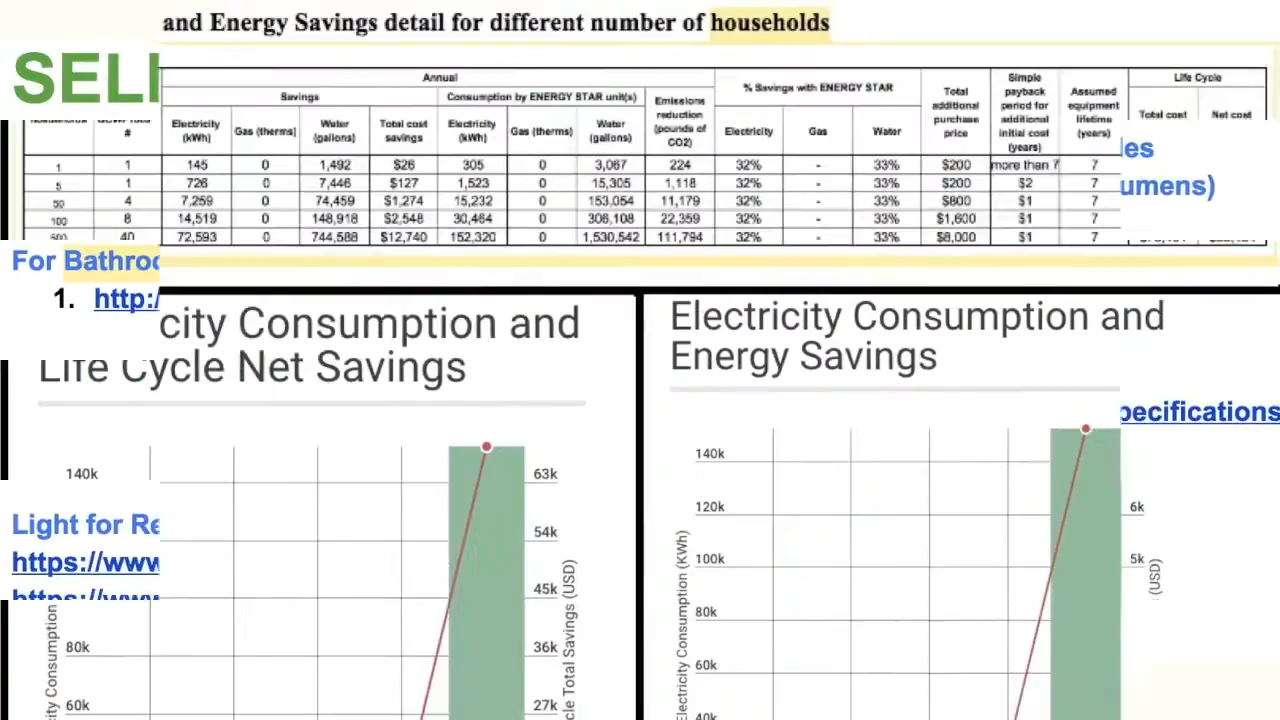 and Energy Savings detail for different number of households
SELI
Annual
% Savings with ENERGY STAR
Total additional purchase price
Simple payback period for additional initial cost (years)
Assumed equipment lifetime (years)
Life Cycle
Savings
Consumption by ENERGY STAR unit(s)
Emissions reduction (pounds of CO2)
#
Electricity (kWh)
Gas (therms)
Water (gallons)
Total cost savings
Electricity (kWh)
Gas (therms)
Water (gallons)
Electricity
Gas
Water
Total cost
Net cost
1 1 145 0 1,492 $26 305 0 3,067 224 32% - 33% $200 more than 7 7
5 1 726 0 7,446 $127 1,523 0 15,305 1,118 32% - 33% $200 $2 7
50 4 7,259 0 74,459 $1,274 15,232 0 153,054 11,179 32% - 33% $800 $1 7
100 8 14,519 0 148,918 $2,548 30,464 0 306,108 22,359 32% - 33% $1,600 $1 7
500 40 72,593 0 744,588 $12,740 152,320 0 1,530,542 111,794 32% - 33% $8,000 $1 7
les
umens)
For Bathroo
1. http:/
city Consumption and
Life Cycle Net Savings
140k
63k
54k
45k
80k
36k
60k
27k
city Consumption
cle Total Savings (USD)
Light for Re
https://www
https://www
Electricity Consumption and
Energy Savings
pecifications
140k
120k
6k
100k
5k
80k
60k
40k
Electricity Consumption (KWh)
(USD)